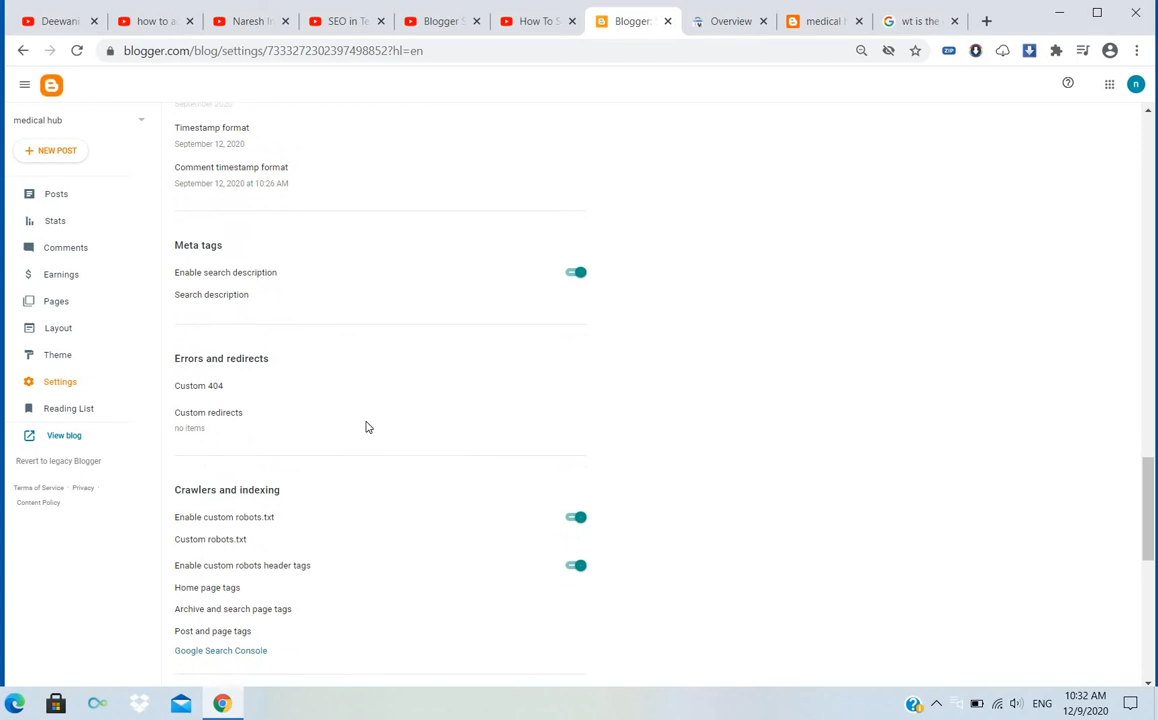 Deewani
how to a
Naresh I
SEO in Te
Blogger S
How To S
Blogger:
Overview
medical h
wt is the
blogger.com/blog/settings/7333272302397498852?hl=en
ZIP
n
medical hub
NEW POST
Posts
Stats
Comments
Earnings
Pages
Layout
Theme
Settings
Reading List
View blog
Revert to legacy Blogger
Terms of Service · Privacy ·
Content Policy
September 2020
Timestamp format
September 12, 2020
Comment timestamp format
September 12, 2020 at 10:26 AM
Meta tags
Enable search description
Search description
Errors and redirects
Custom 404
Custom redirects
no items
Crawlers and indexing
Enable custom robots.txt
Custom robots.txt
Enable custom robots header tags
Home page tags
Archive and search page tags
Post and page tags
Google Search Console
ENG
10:32 AM
12/9/2020